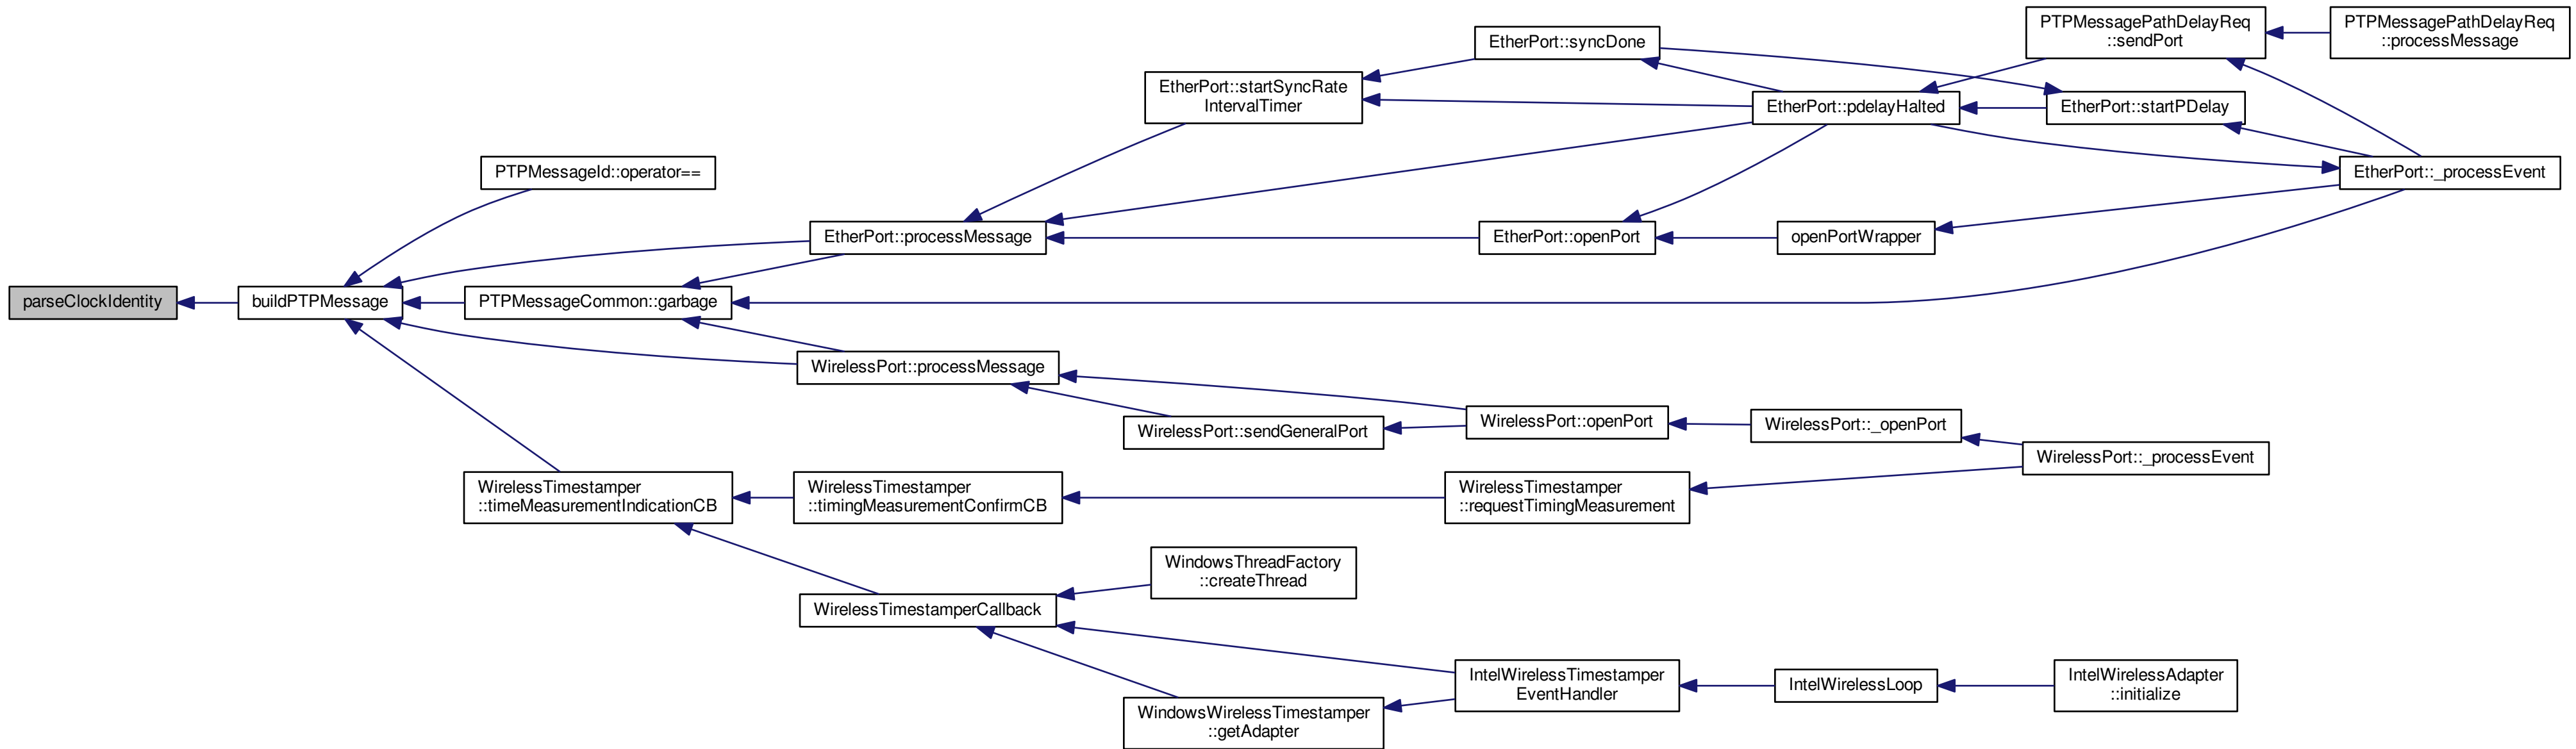 parseClockIdentity
buildPTPMessage
PTPMessageId::operator==
EtherPort::processMessage
PTPMessageCommon::garbage
WirelessPort::processMessage
WirelessTimestamper
::timeMeasurementIndicationCB
EtherPort::startSyncRate
IntervalTimer
EtherPort::syncDone
EtherPort::pdelayHalted
EtherPort::openPort
openPortWrapper
PTPMessagePathDelayReq
::sendPort
PTPMessagePathDelayReq
::processMessage
EtherPort::startPDelay
EtherPort::_processEvent
WirelessPort::sendGeneralPort
WirelessPort::openPort
WirelessPort::_openPort
WirelessPort::_processEvent
WirelessTimestamper
::timingMeasurementConfirmCB
WirelessTimestamper
::requestTimingMeasurement
WirelessTimestamperCallback
WindowsThreadFactory
::createThread
WindowsWirelessTimestamper
::getAdapter
IntelWirelessTimestamper
EventHandler
IntelWirelessLoop
IntelWirelessAdapter
::initialize